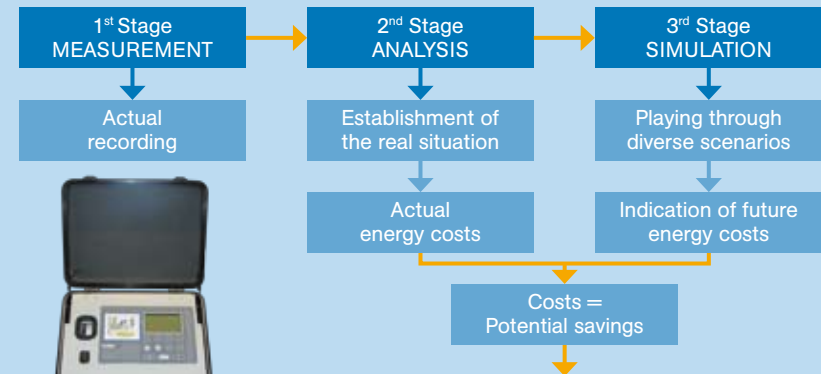 1st Stage
MEASUREMENT
2nd Stage
ANALYSIS
3rd Stage
SIMULATION
Actual
recording
Establishment of
the real situation
Playing through
diverse scenarios
Actual
energy costs
Indication of future
energy costs
Costs =
Potential savings